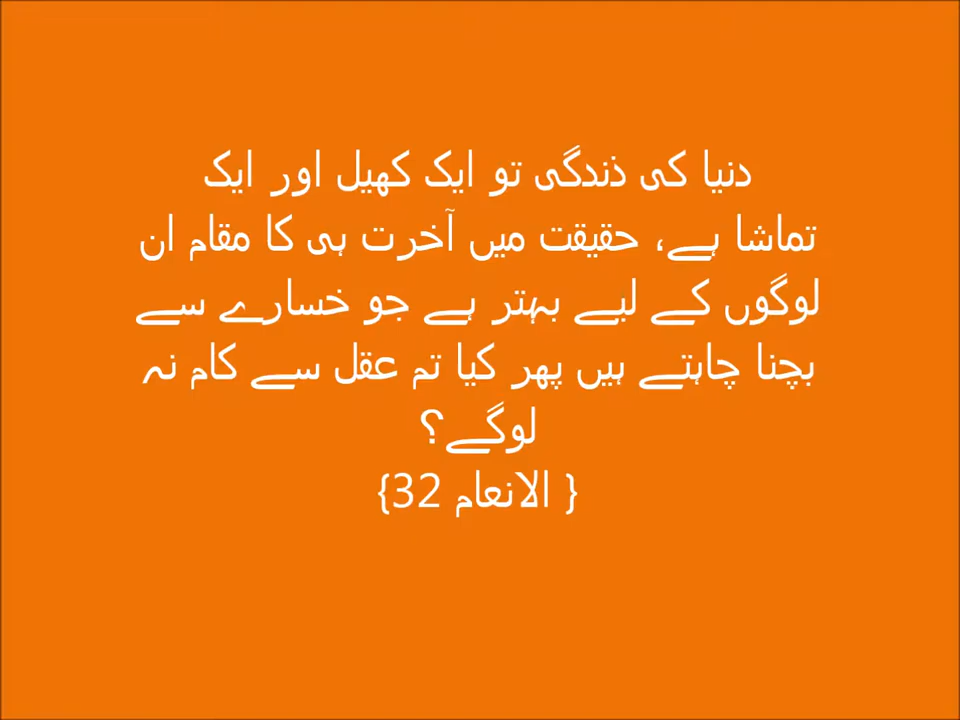 دنیا کی ذندگی تو ایک کھیل اور ایک
تماشا ہے، حقیقت میں آخرت ہی کا مقام ان
لوگوں کے لیے بہتر ہے جو خسارے سے
بچنا چاہتے ہیں پھر کیا تم عقل سے کام نہ
لوگے؟
{ الانعام 32}